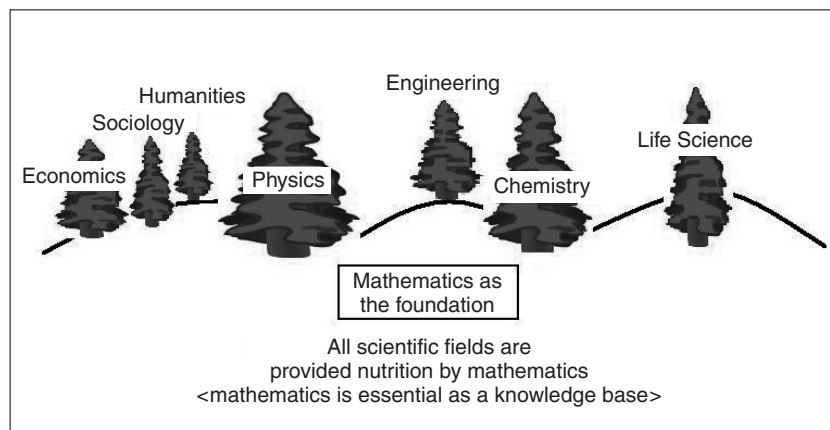 Humanities
Sociology
Economics
Physics
Engineering
Chemistry
Life Science
Mathematics as
the foundation
All scientific fields are
provided nutrition by mathematics
<mathematics is essential as a knowledge base>